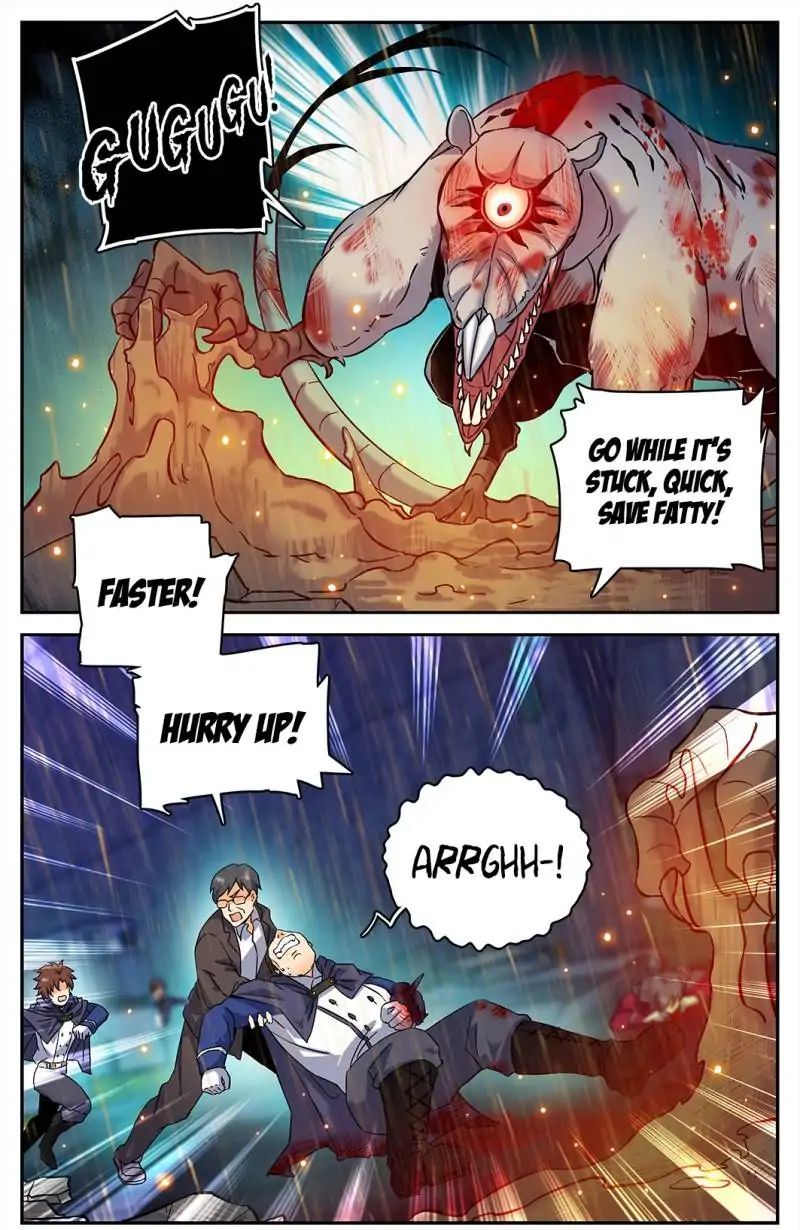 GUGUGU!
GO WHILE IT'S
STUCK, QUICK,
SAVE FATTY!
FASTER!
HURRY UP!
ARRGHH-!